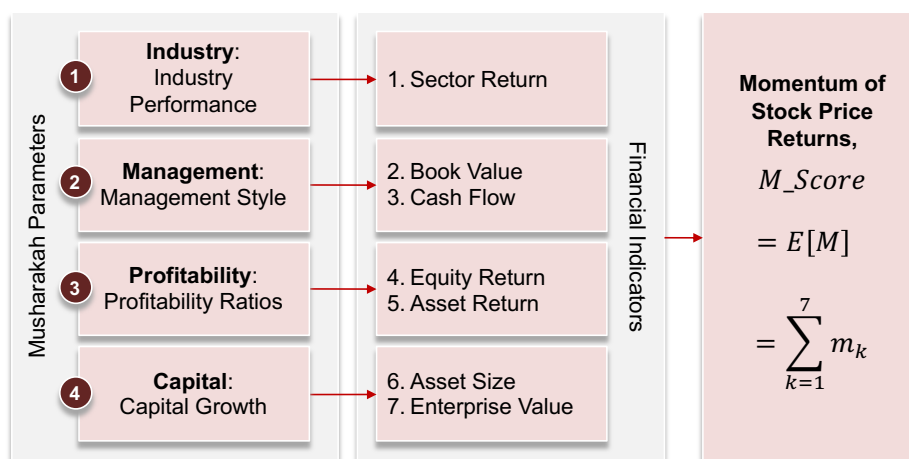 Musharakah Parameters
1
Industry:
Industry
Performance
2
Management:
Management Style
3
Profitability:
Profitability Ratios
4
Capital:
Capital Growth
1. Sector Return
2. Book Value
3. Cash Flow
4. Equity Return
5. Asset Return
6. Asset Size
7. Enterprise Value
Financial Indicators
Momentum of
Stock Price
Returns,
M_Score
= E[M]
7
= ∑ m_k
k=1